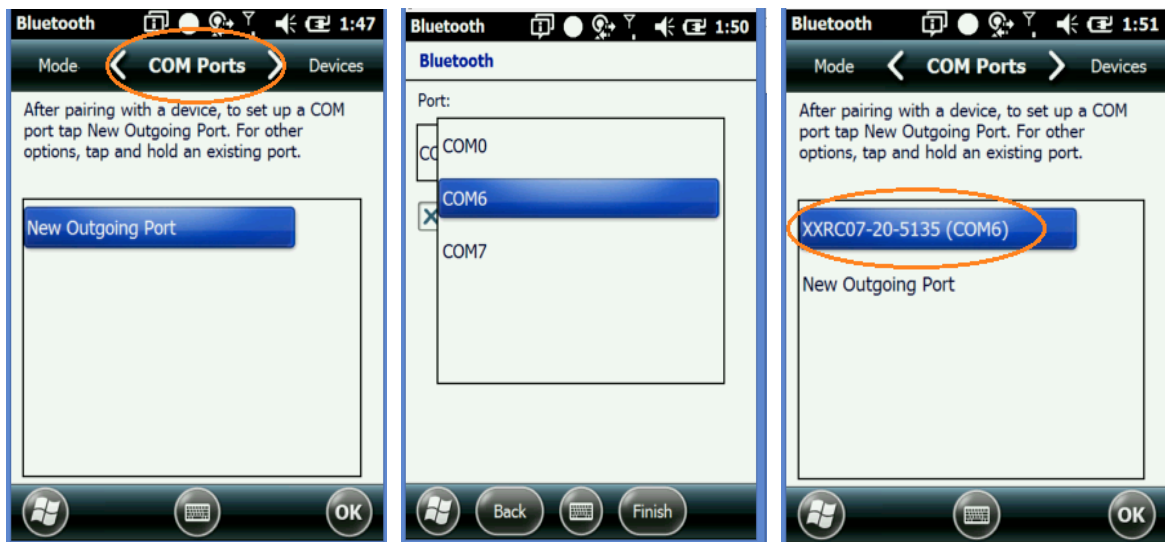 Bluetooth 1:47
Mode COM Ports Devices
After pairing with a device, to set up a COM
port tap New Outgoing Port. For other
options, tap and hold an existing port.
New Outgoing Port
OK
Bluetooth 1:50
Bluetooth
Port:
CO
COM0
COM6
COM7
Back Finish
Bluetooth 1:51
Mode COM Ports Devices
After pairing with a device, to set up a COM
port tap New Outgoing Port. For other
options, tap and hold an existing port.
XXRC07-20-5135 (COM6)
New Outgoing Port
OK